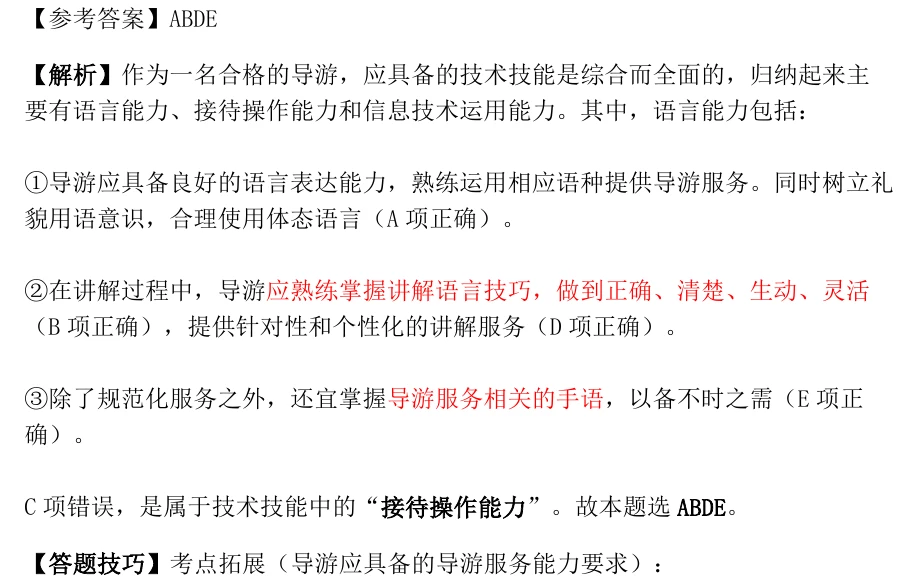 【参考答案】ABDE
【解析】作为一名合格的导游，应具备的技术技能是综合而全面的，归纳起来主
要有语言能力、接待操作能力和信息技术运用能力。其中，语言能力包括：
①导游应具备良好的语言表达能力，熟练运用相应语种提供导游服务。同时树立礼
貌用语意识，合理使用体态语言（A 项正确）。
②在讲解过程中，导游应熟练掌握讲解语言技巧，做到正确、清楚、生动、灵活
（B 项正确），提供针对性和个性化的讲解服务（D 项正确）。
③除了规范化服务之外，还宜掌握导游服务相关的手语，以备不时之需（E 项正
确）。
C 项错误，是属于技术技能中的“接待操作能力”。故本题选 ABDE。
【答题技巧】考点拓展（导游应具备的导游服务能力要求）：